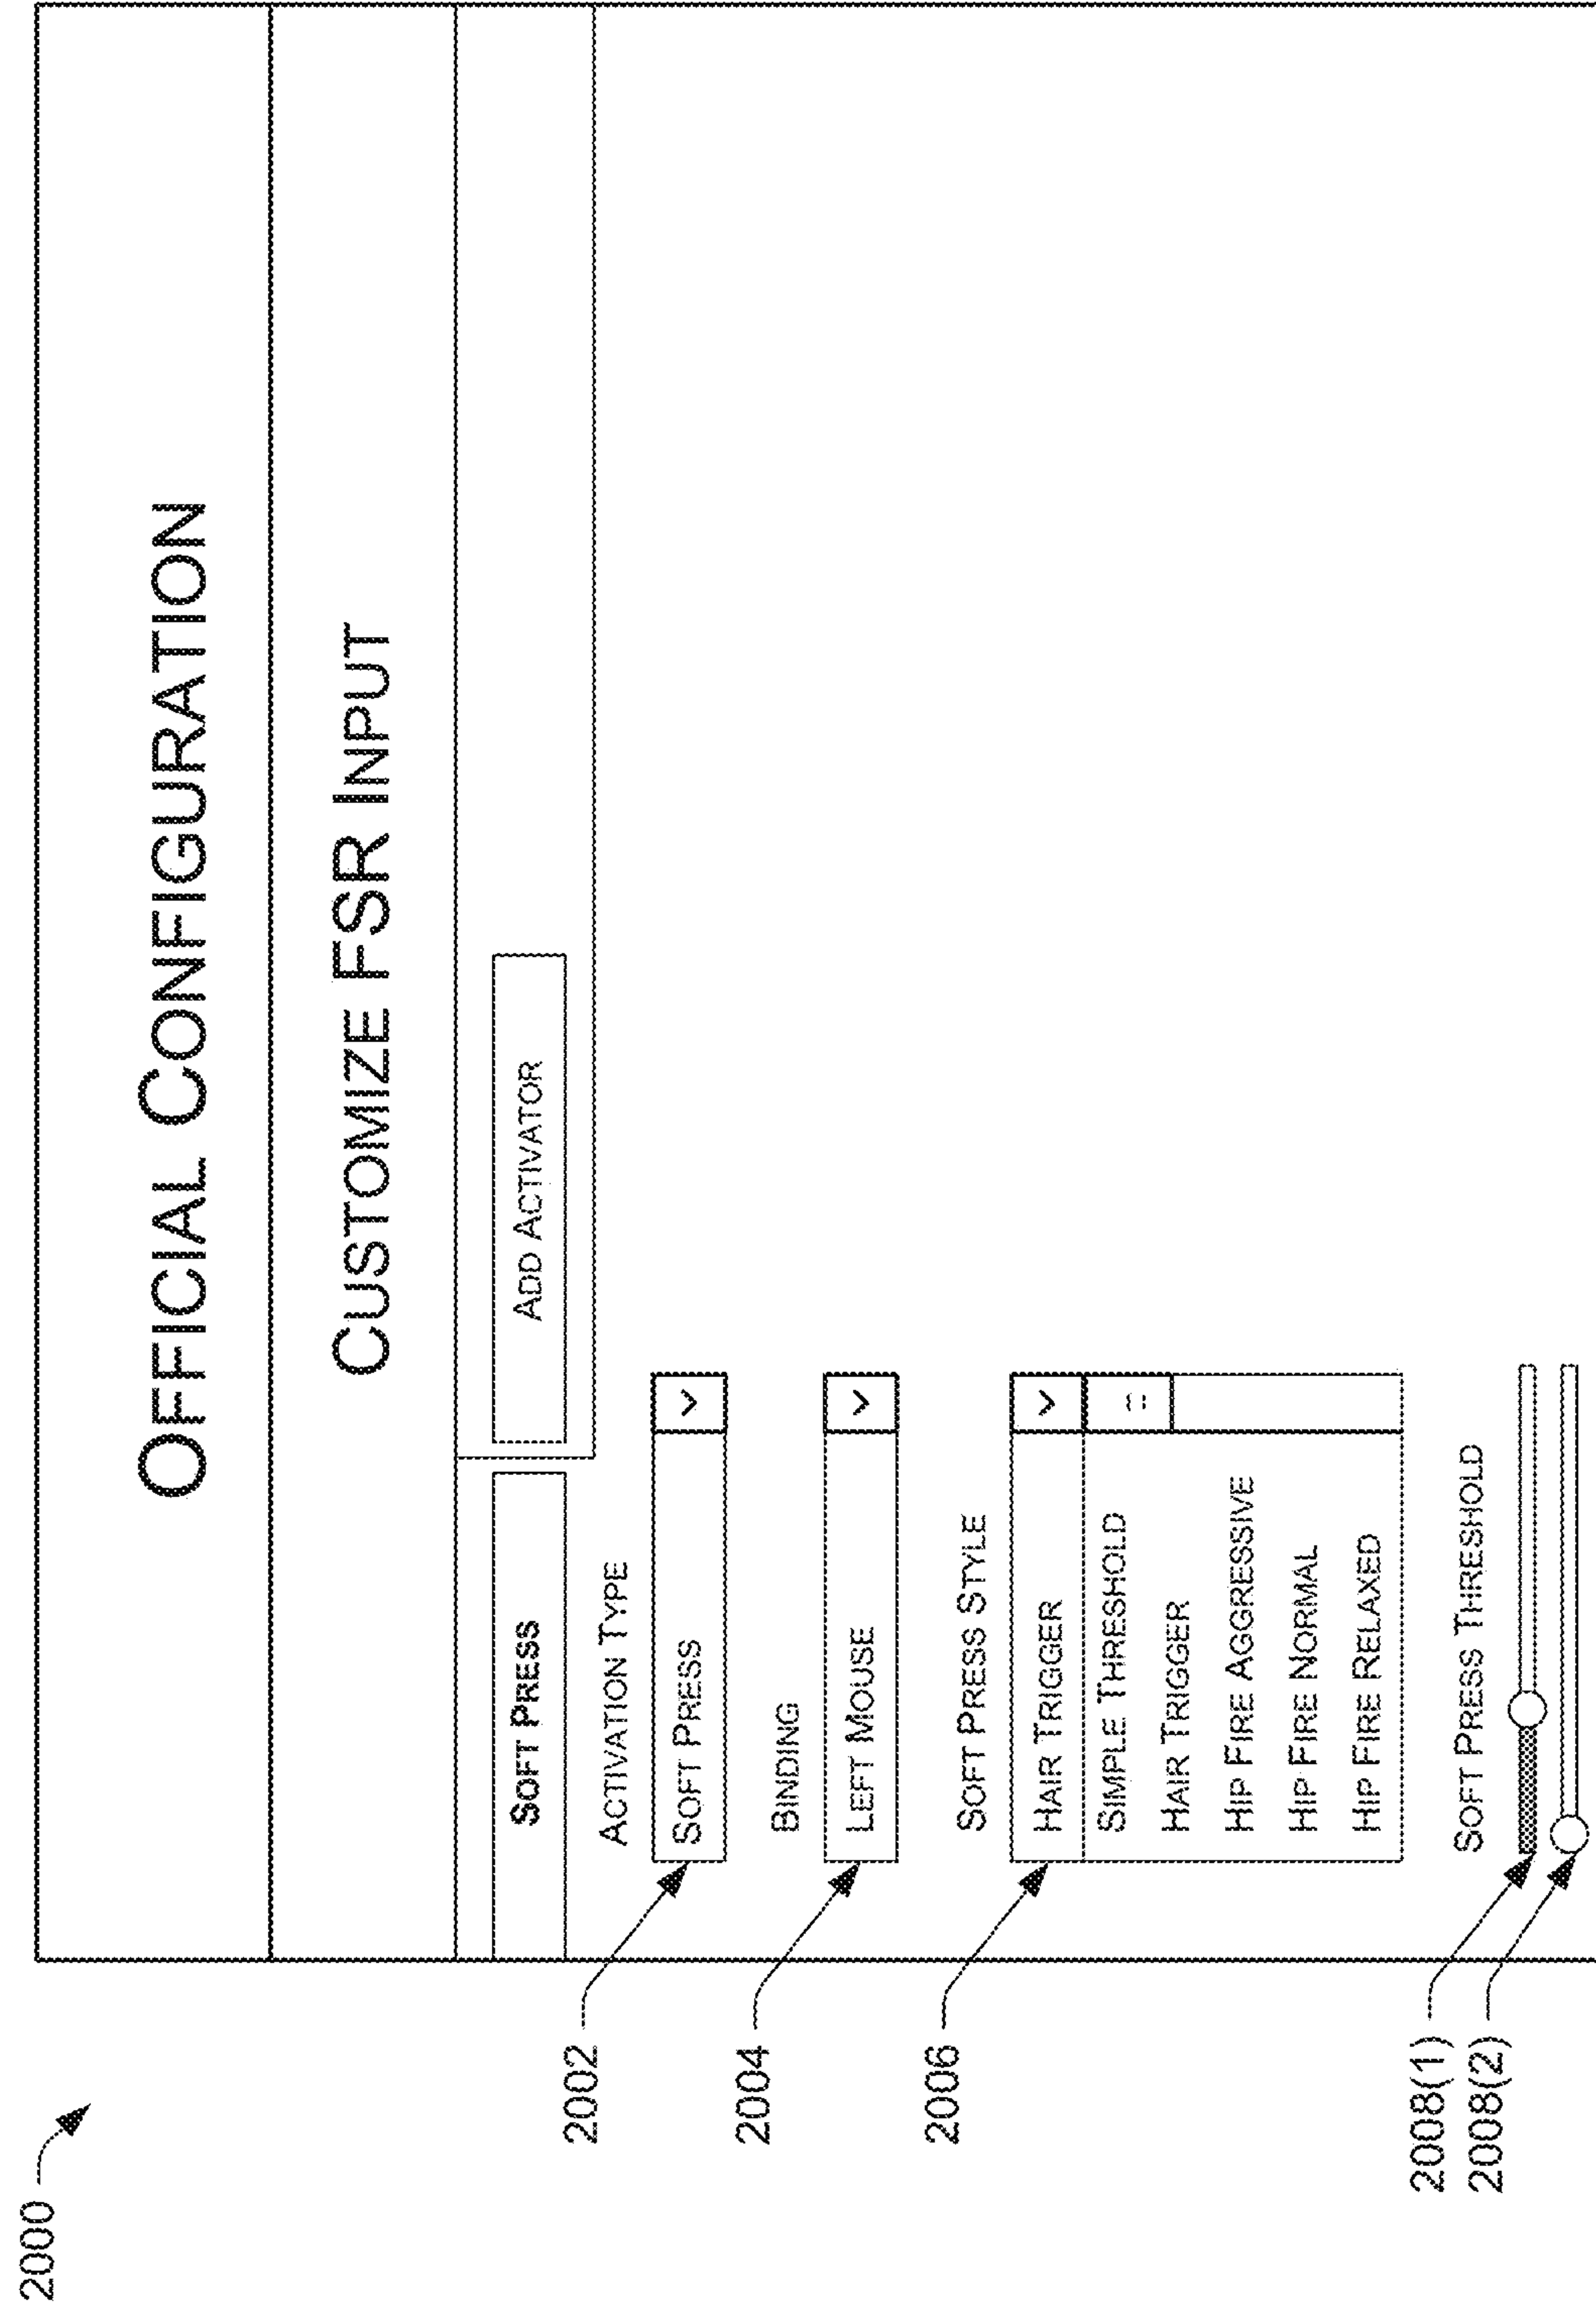 2000
OFFICIAL CONFIGURATION
CUSTOMIZE FSR INPUT
SOFT PRESS
ADD ACTIVATOR
ACTIVATION TYPE
2002
SOFT PRESS
BINDING
2004
LEFT MOUSE
SOFT PRESS STYLE
2006
HAIR TRIGGER
SIMPLE THRESHOLD
HAIR TRIGGER
HIP FIRE AGGRESSIVE
HIP FIRE NORMAL
HIP FIRE RELAXED
SOFT PRESS THRESHOLD
2008(1)
2008(2)